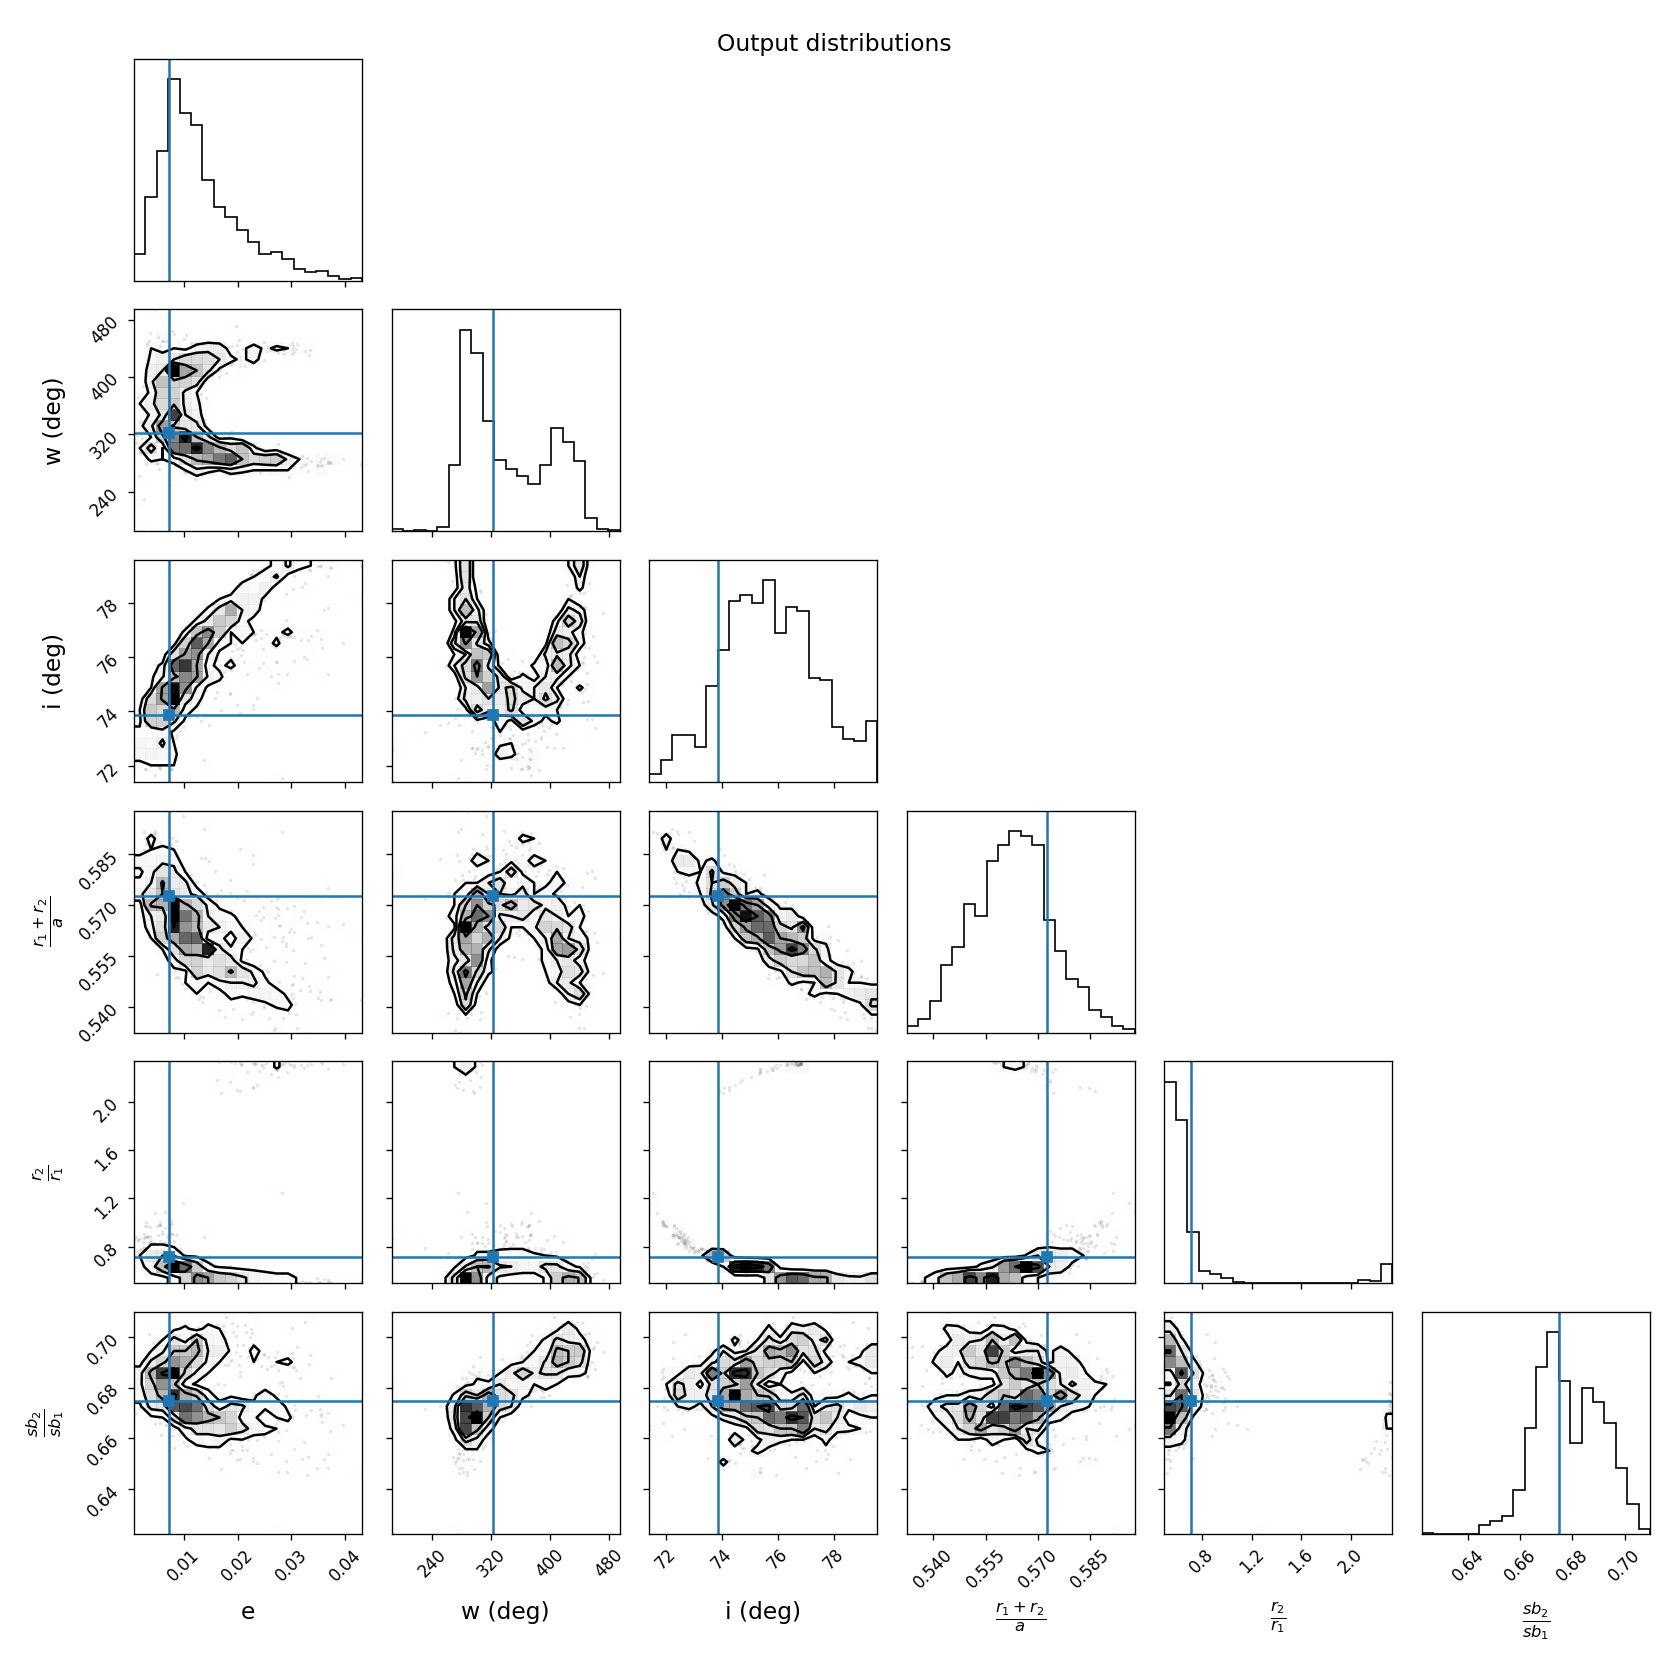 Output distributions
w (deg)
480
400
320
240
i (deg)
78
76
74
72
r₁ + r₂
a
0.585
0.570
0.555
0.540
r₂
r₁
2.0
1.6
1.2
0.8
sb₂
sb₁
0.70
0.68
0.66
0.64
0.01 0.02 0.03 0.04
240 320 400 480
72 74 76 78
0.540 0.555 0.570 0.585
0.8 1.2 1.6 2.0
0.64 0.66 0.68 0.70
e
w (deg)
i (deg)
r₁ + r₂
a
r₂
r₁
sb₂
sb₁